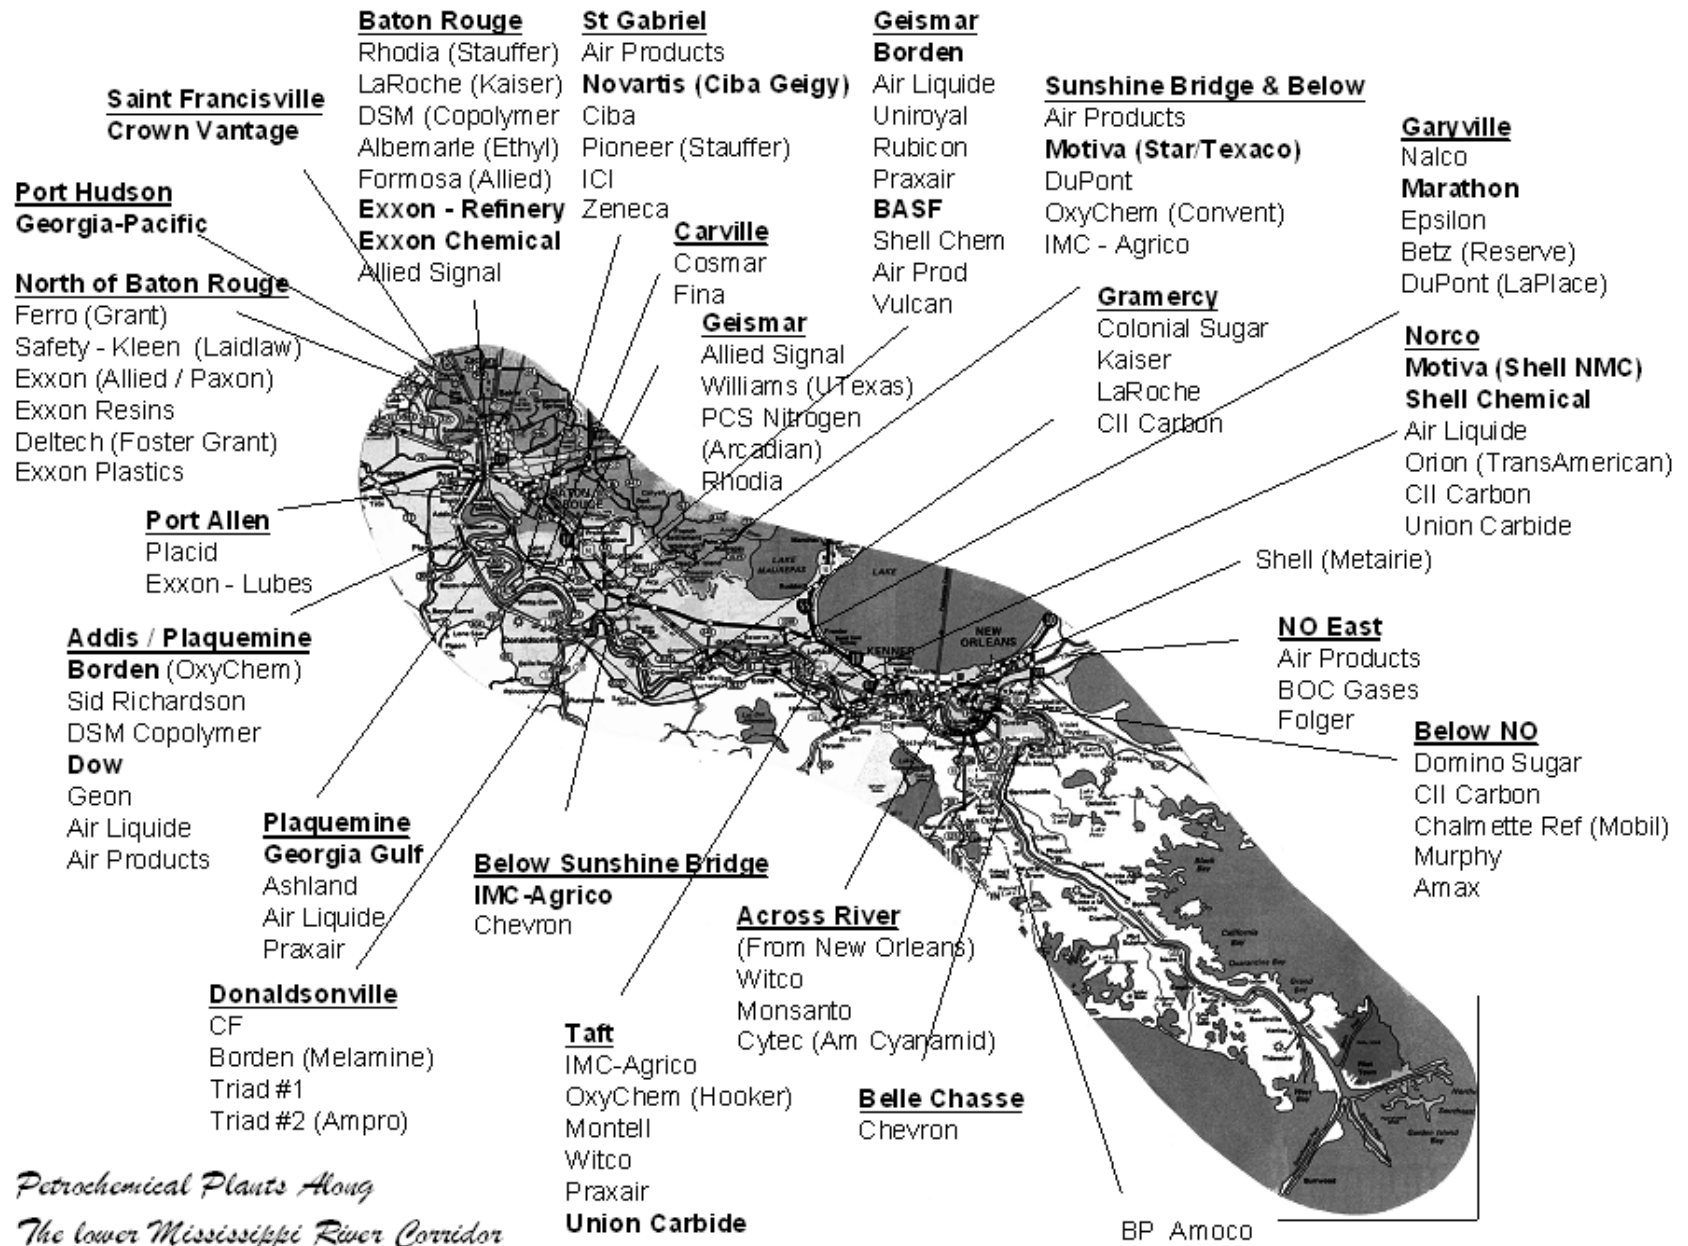 Baton Rouge
Rhodia (Stauffer)
LaRoche (Kaiser)
DSM (Copolymer
Albemarle (Ethyl)
Formosa (Allied)
Exxon - Refinery
Exxon Chemical
Allied Signal
St Gabriel
Air Products
Novartis (Ciba Geigy)
Ciba
Pioneer (Stauffer)
ICI
Zeneca
Geismar
Borden
Air Liquide
Uniroyal
Rubicon
Praxair
BASF
Shell Chem
Air Prod
Vulcan
Sunshine Bridge & Below
Air Products
Motiva (Star/Texaco)
DuPont
OxyChem (Convent)
IMC - Agrico
Garyville
Nalco
Marathon
Epsilon
Betz (Reserve)
DuPont (LaPlace)
Saint Francisville
Crown Vantage
Port Hudson
Georgia-Pacific
North of Baton Rouge
Ferro (Grant)
Safety - Kleen (Laidlaw)
Exxon (Allied / Paxon)
Exxon Resins
Deltech (Foster Grant)
Exxon Plastics
Carville
Cosmar
Fina
Geismar
Allied Signal
Williams (UTexas)
PCS Nitrogen
(Arcadian)
Rhodia
Gramercy
Colonial Sugar
Kaiser
LaRoche
CII Carbon
Norco
Motiva (Shell NMC)
Shell Chemical
Air Liquide
Orion (TransAmerican)
CII Carbon
Union Carbide
Shell (Metairie)
Port Allen
Placid
Exxon - Lubes
BATON
ROUGE
LAKE
MAUREPAS
LAKE
NEW
ORLEANS
KENNER
Donaldsonville
White Castle
Addis / Plaquemine
Borden (OxyChem)
Sid Richardson
DSM Copolymer
Dow
Geon
Air Liquide
Air Products
NO East
Air Products
BOC Gases
Folger
Below NO
Domino Sugar
CII Carbon
Chalmette Ref (Mobil)
Murphy
Amax
Plaquemine
Georgia Gulf
Ashland
Air Liquide
Praxair
Below Sunshine Bridge
IMC-Agrico
Chevron
Across River
(From New Orleans)
Witco
Monsanto
Cytec (Am Cyanamid)
Donaldsonville
CF
Borden (Melamine)
Triad #1
Triad #2 (Ampro)
Taft
IMC-Agrico
OxyChem (Hooker)
Montell
Witco
Praxair
Union Carbide
Belle Chasse
Chevron
BP Amoco
Petrochemical Plants Along
The lower Mississippi River Corridor